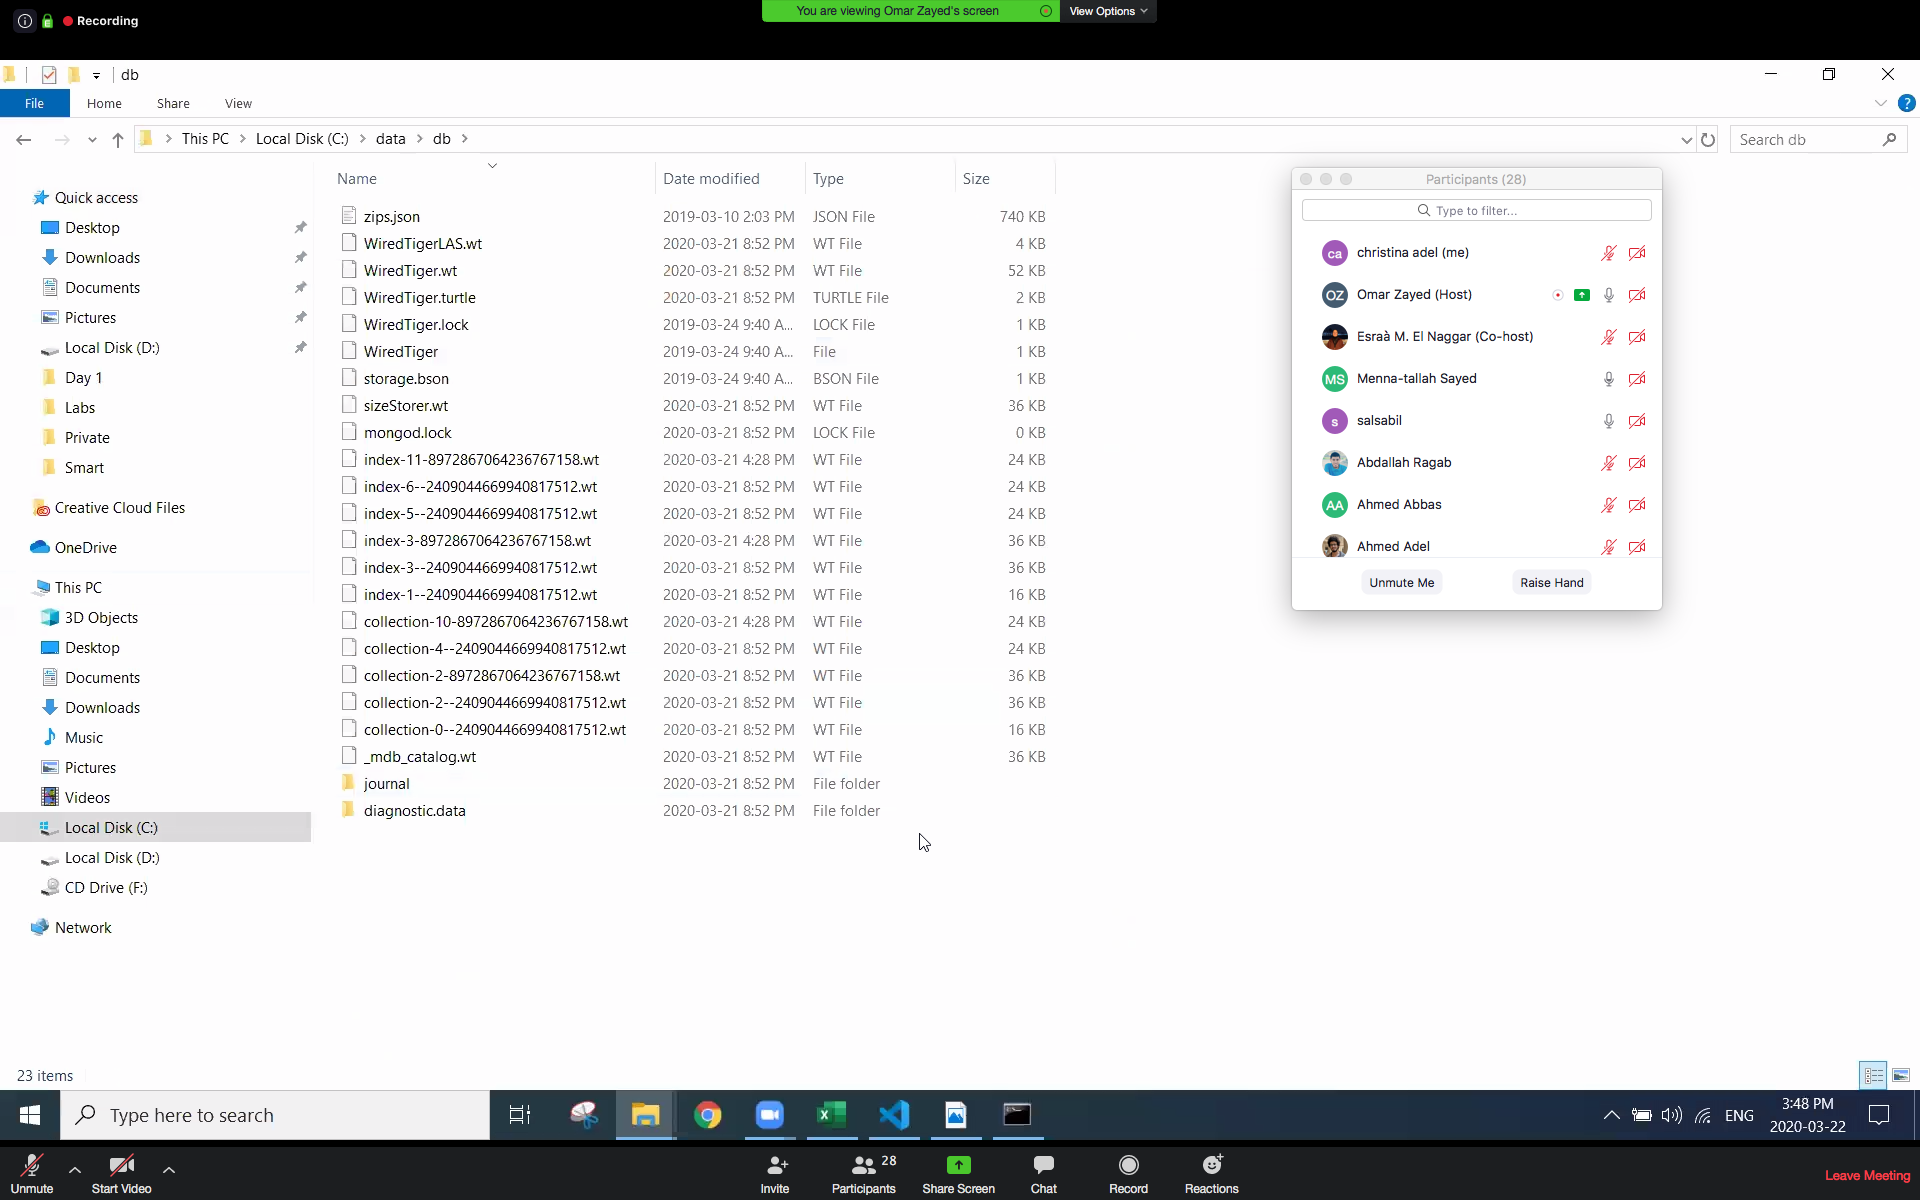 Recording
You are viewing Omar Zayed's screen
View Options
db
File Home Share View
This PC Local Disk (C:) data db
Search db
Name Date modified Type Size
Quick access
Desktop
Downloads
Documents
Pictures
Local Disk (D:)
Day 1
Labs
Private
Smart
Creative Cloud Files
OneDrive
This PC
3D Objects
Desktop
Documents
Downloads
Music
Pictures
Videos
Local Disk (C:)
Local Disk (D:)
CD Drive (F:)
Network
zips.json 2019-03-10 2:03 PM JSON File 740 KB
WiredTigerLAS.wt 2020-03-21 8:52 PM WT File 4 KB
WiredTiger.wt 2020-03-21 8:52 PM WT File 52 KB
WiredTiger.turtle 2020-03-21 8:52 PM TURTLE File 2 KB
WiredTiger.lock 2019-03-24 9:40 A... LOCK File 1 KB
WiredTiger 2019-03-24 9:40 A... File 1 KB
storage.bson 2019-03-24 9:40 A... BSON File 1 KB
sizeStorer.wt 2020-03-21 8:52 PM WT File 36 KB
mongod.lock 2020-03-21 8:52 PM LOCK File 0 KB
index-11-8972867064236767158.wt 2020-03-21 4:28 PM WT File 24 KB
index-6--2409044669940817512.wt 2020-03-21 8:52 PM WT File 24 KB
index-5--2409044669940817512.wt 2020-03-21 8:52 PM WT File 24 KB
index-3-8972867064236767158.wt 2020-03-21 4:28 PM WT File 36 KB
index-3--2409044669940817512.wt 2020-03-21 8:52 PM WT File 36 KB
index-1--2409044669940817512.wt 2020-03-21 8:52 PM WT File 16 KB
collection-10-8972867064236767158.wt 2020-03-21 4:28 PM WT File 24 KB
collection-4--2409044669940817512.wt 2020-03-21 8:52 PM WT File 24 KB
collection-2-8972867064236767158.wt 2020-03-21 8:52 PM WT File 36 KB
collection-2--2409044669940817512.wt 2020-03-21 8:52 PM WT File 36 KB
collection-0--2409044669940817512.wt 2020-03-21 8:52 PM WT File 16 KB
_mdb_catalog.wt 2020-03-21 8:52 PM WT File 36 KB
journal 2020-03-21 8:52 PM File folder
diagnostic.data 2020-03-21 8:52 PM File folder
Participants (28)
Type to filter...
ca christina adel (me)
OZ Omar Zayed (Host)
Esraà M. El Naggar (Co-host)
MS Menna-tallah Sayed
s salsabil
Abdallah Ragab
AA Ahmed Abbas
Ahmed Adel
Unmute Me Raise Hand
23 items
Type here to search
ENG
3:48 PM
2020-03-22
Unmute
Start Video
Invite
28
Participants
Share Screen
Chat
Record
Reactions
Leave Meeting